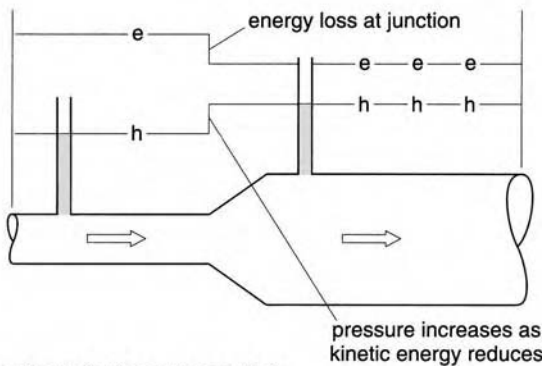 energy loss at junction
e
e e e
h h h
h
pressure increases as
kinetic energy reduces